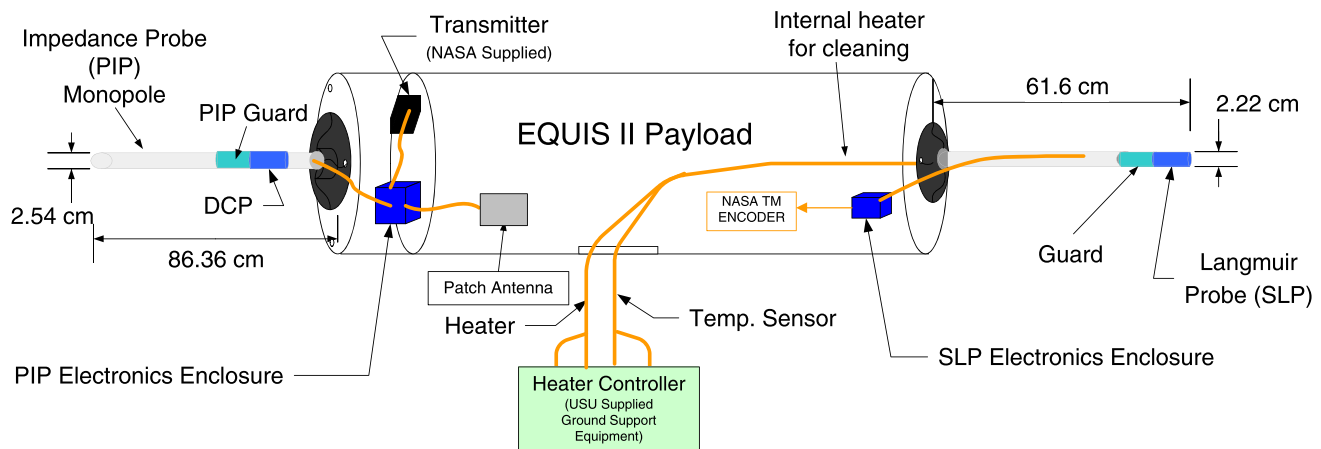 Impedance Probe
(PIP)
Monopole
PIP Guard
Transmitter
(NASA Supplied)
Internal heater
for cleaning
61.6 cm
2.22 cm
EQUIS II Payload
2.54 cm
DCP
86.36 cm
NASA TM
ENCODER
Guard
Langmuir
Probe (SLP)
Patch Antenna
Heater
Temp. Sensor
PIP Electronics Enclosure
SLP Electronics Enclosure
Heater Controller
(USU Supplied
Ground Support
Equipment)